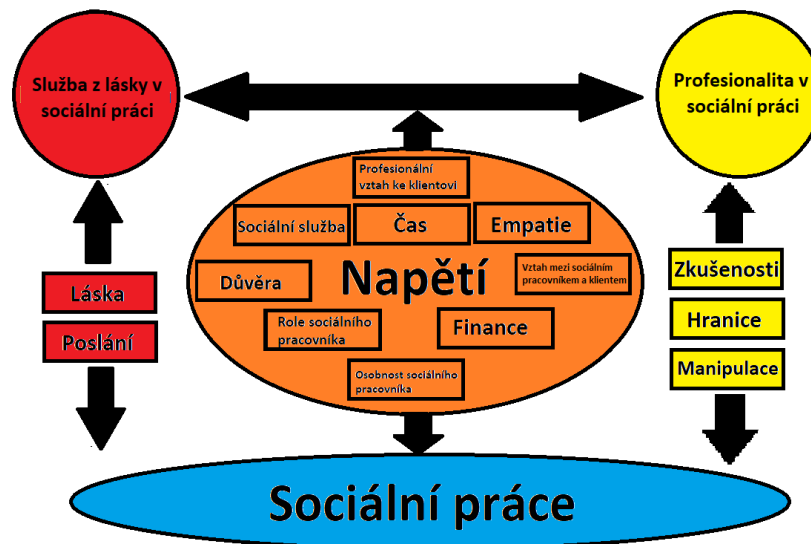 Služba z lásky v
sociální práci
Profesionalita v
sociální práci
Profesionální
vztah ke klientovi
Sociální služba
Čas
Empatie
Důvěra
Napětí
Vztah mezi sociálním
pracovníkem a klientem
Role sociálního
pracovníka
Finance
Osobnost sociálního
pracovníka
Láska
Poslání
Zkušenosti
Hranice
Manipulace
Sociální práce